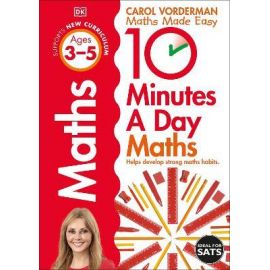 DK
CAROL VORDERMAN
Maths Made Easy
SUPPORTS NEW CURRICULUM
Ages
3–5
Maths
10
Minutes
A Day
Maths
Helps develop strong maths habits.
IDEAL FOR
SATS